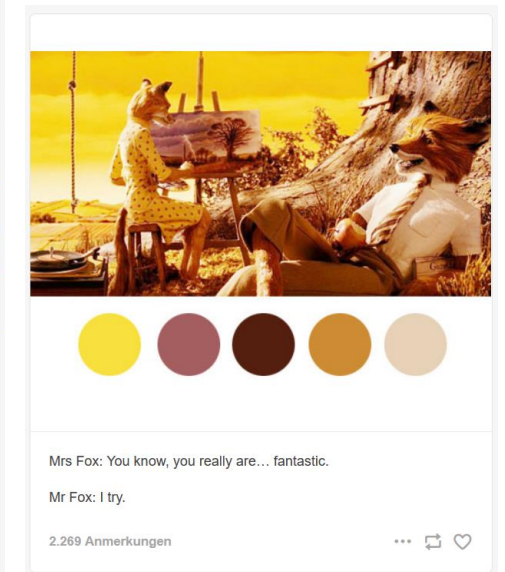 Mrs Fox: You know, you really are… fantastic.
Mr Fox: I try.
2.269 Anmerkungen